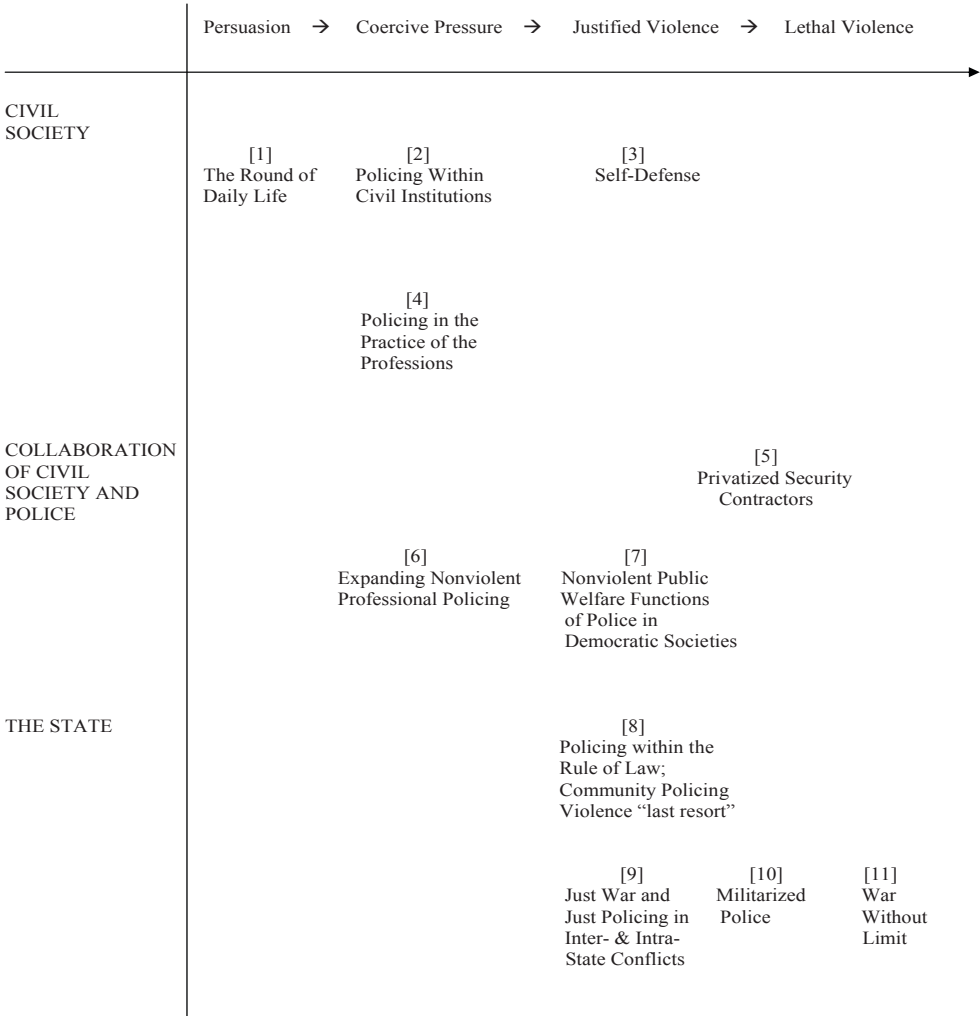 Persuasion → Coercive Pressure → Justified Violence → Lethal Violence
CIVIL
SOCIETY
[1] [2] [3]
The Round of Policing Within Self-Defense
Daily Life Civil Institutions
[4]
Policing in the
Practice of the
Professions
COLLABORATION
OF CIVIL
SOCIETY AND
POLICE
[5]
Privatized Security
Contractors
[6] [7]
Expanding Nonviolent Nonviolent Public
Professional Policing Welfare Functions
of Police in
Democratic Societies
THE STATE
[8]
Policing within the
Rule of Law;
Community Policing
Violence “last resort”
[9] [10] [11]
Just War and Militarized War
Just Policing in Police Without
Inter- & Intra- Limit
State Conflicts